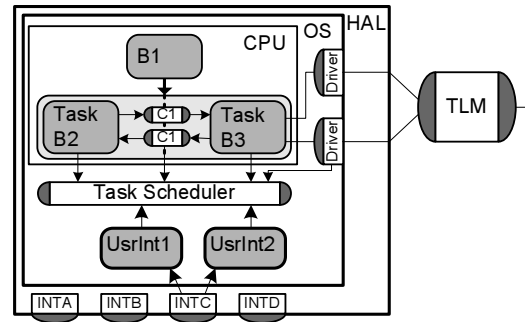 OS
HAL
CPU
B1
Driver
Task
B2
C1
C1
Task
B3
Driver
TLM
Task Scheduler
UsrInt1
UsrInt2
INTA
INTB
INTC
INTD